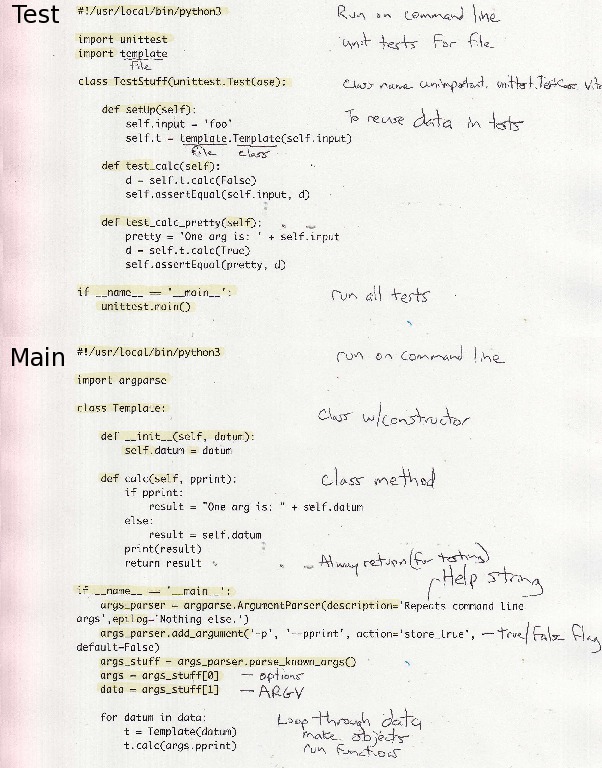 Test
#!/usr/local/bin/python3 Run on command line
import unittest unit tests for file
import template
file
class TestStuff(unittest.TestCase): Class name unimportant. unittest.TestCase
def setUp(self): To reuse data in tests
self.input = 'foo'
self.t = template.Template(self.input)
file class
def test_calc(self):
d = self.t.calc(False)
self.assertEqual(self.input, d)
def test_calc_pretty(self):
pretty = 'One arg is: ' + self.input
d = self.t.calc(True)
self.assertEqual(pretty, d)
if __name__ == '__main__': run all tests
unittest.main()
Main
#!/usr/local/bin/python3 run on command line
import argparse
class Template: Class w/constructor
def __init__(self, datum):
self.datum = datum
def calc(self, pprint): Class method
if pprint:
result = "One arg is: " + self.datum
else:
result = self.datum
print(result)
return result - Alway return (for testing)
Help string
if __name__ == '__main__':
args_parser = argparse.ArgumentParser(description='Repeats command line
args',epilog='Nothing else.')
args_parser.add_argument('-p', '--pprint', action='store_true', - True/False flag
default=False)
args_stuff = args_parser.parse_known_args()
args = args_stuff[0] - options
data = args_stuff[1] - ARGV
for datum in data: Loop through data
t = Template(datum) make objects
t.calc(args.pprint) run functions